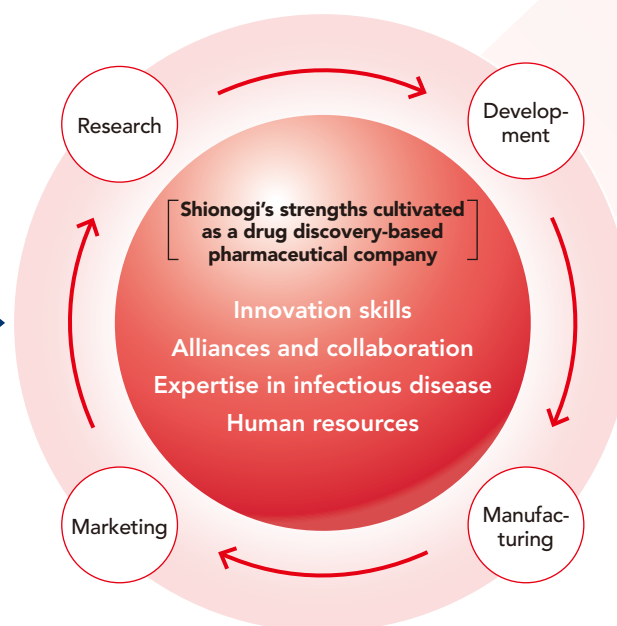 Research
Develop-
ment
Shionogi's strengths cultivated
as a drug discovery-based
pharmaceutical company
Innovation skills
Alliances and collaboration
Expertise in infectious disease
Human resources
Marketing
Manufac-
turing